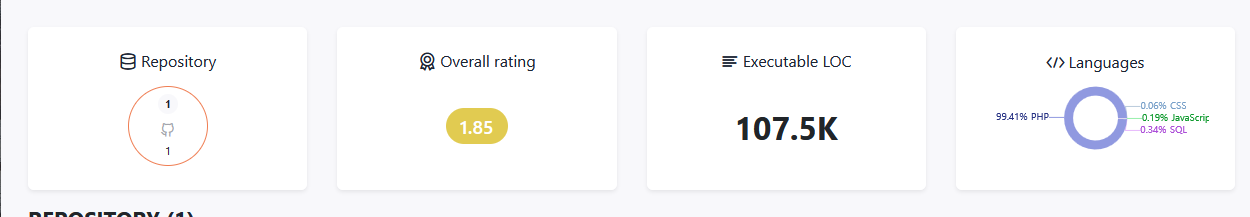 Repository
1
1
Overall rating
1.85
Executable LOC
107.5K
Languages
99.41% PHP
0.06% CSS
0.19% JavaScrip
0.34% SQL
REPOSITORY (1)